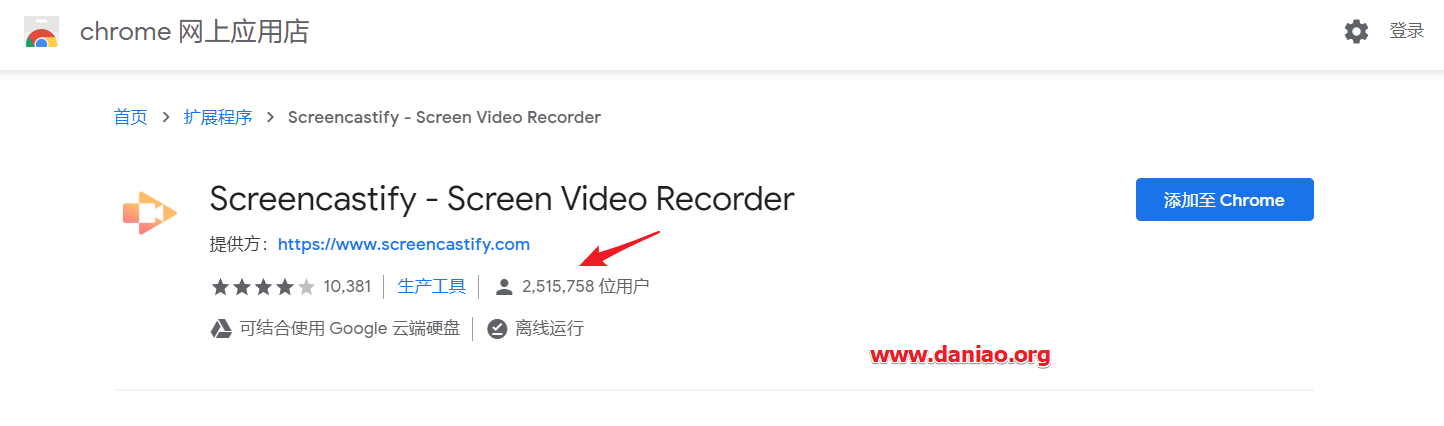 chrome 网上应用店 登录
首页 > 扩展程序 > Screencastify - Screen Video Recorder
Screencastify - Screen Video Recorder
添加至 Chrome
提供方： https://www.screencastify.com
10,381 生产工具 2,515,758 位用户
可结合使用 Google 云端硬盘 离线运行
www.daniao.org